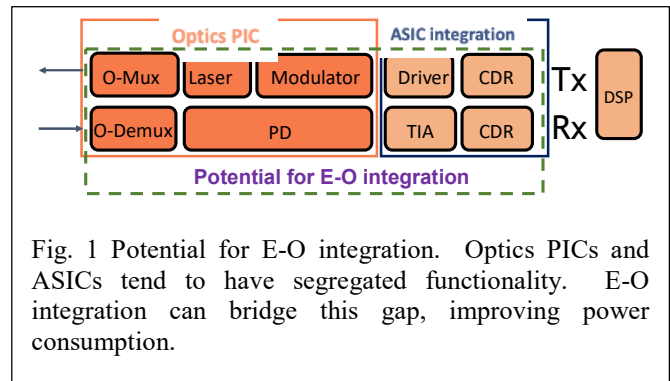 Optics PIC ASIC integration
O-Mux Laser Modulator Driver CDR Tx DSP
O-Demux PD TIA CDR Rx
Potential for E-O integration
Fig. 1 Potential for E-O integration. Optics PICs and
ASICs tend to have segregated functionality. E-O
integration can bridge this gap, improving power
consumption.